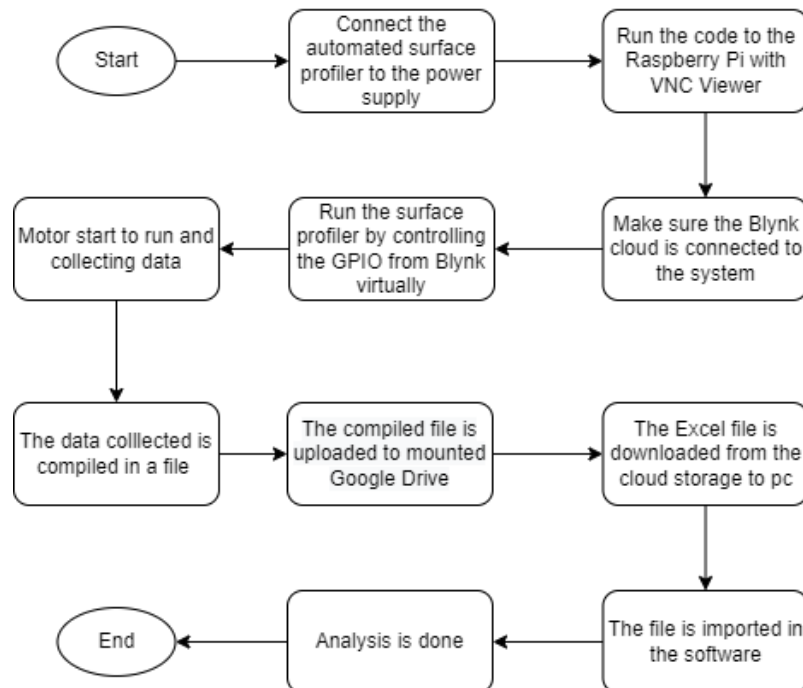 Start
Connect the
automated surface
profiler to the power
supply
Run the code to the
Raspberry Pi with
VNC Viewer
Make sure the Blynk
cloud is connected to
the system
Run the surface
profiler by controlling
the GPIO from Blynk
virtually
Motor start to run and
collecting data
The data colllected is
compiled in a file
The compiled file is
uploaded to mounted
Google Drive
The Excel file is
downloaded from the
cloud storage to pc
The file is imported in
the software
Analysis is done
End